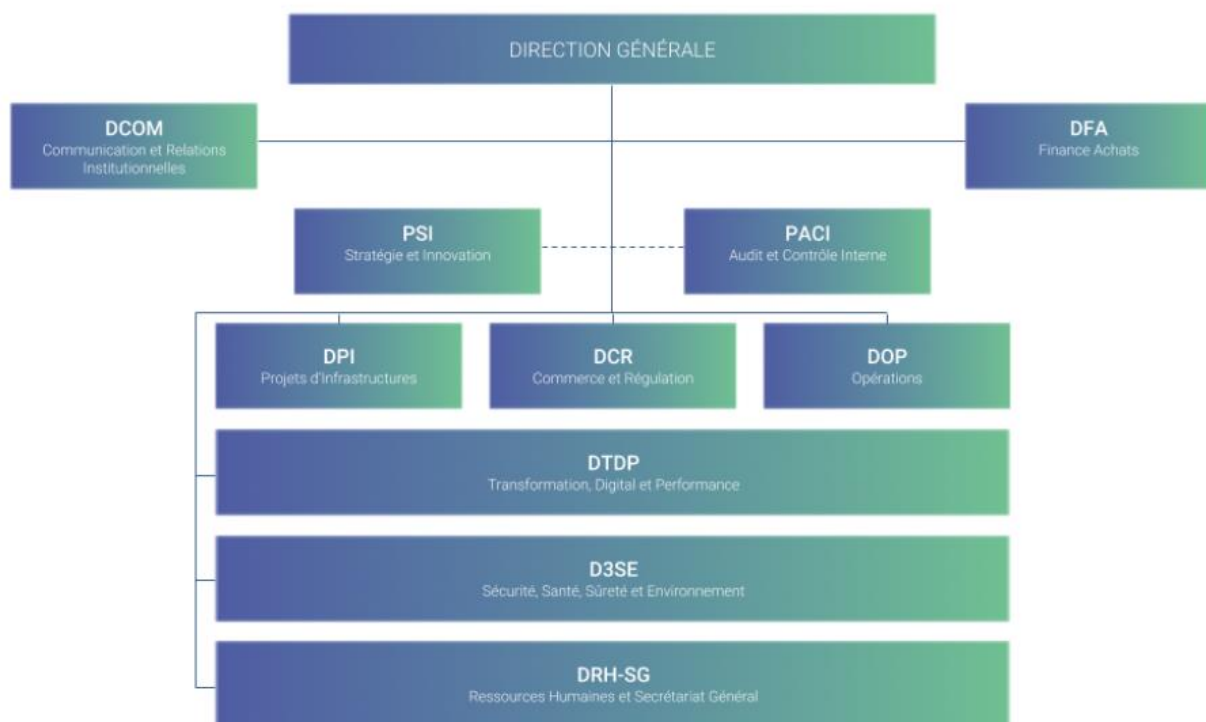 DIRECTION GÉNÉRALE
DCOM
Communication et Relations
Institutionnelles
DFA
Finance Achats
PSI
Stratégie et Innovation
PACI
Audit et Contrôle Interne
DPI
Projets d'Infrastructures
DCR
Commerce et Régulation
DOP
Opérations
DTDP
Transformation, Digital et Performance
D3SE
Sécurité, Santé, Sûreté et Environnement
DRH-SG
Ressources Humaines et Secrétariat Général